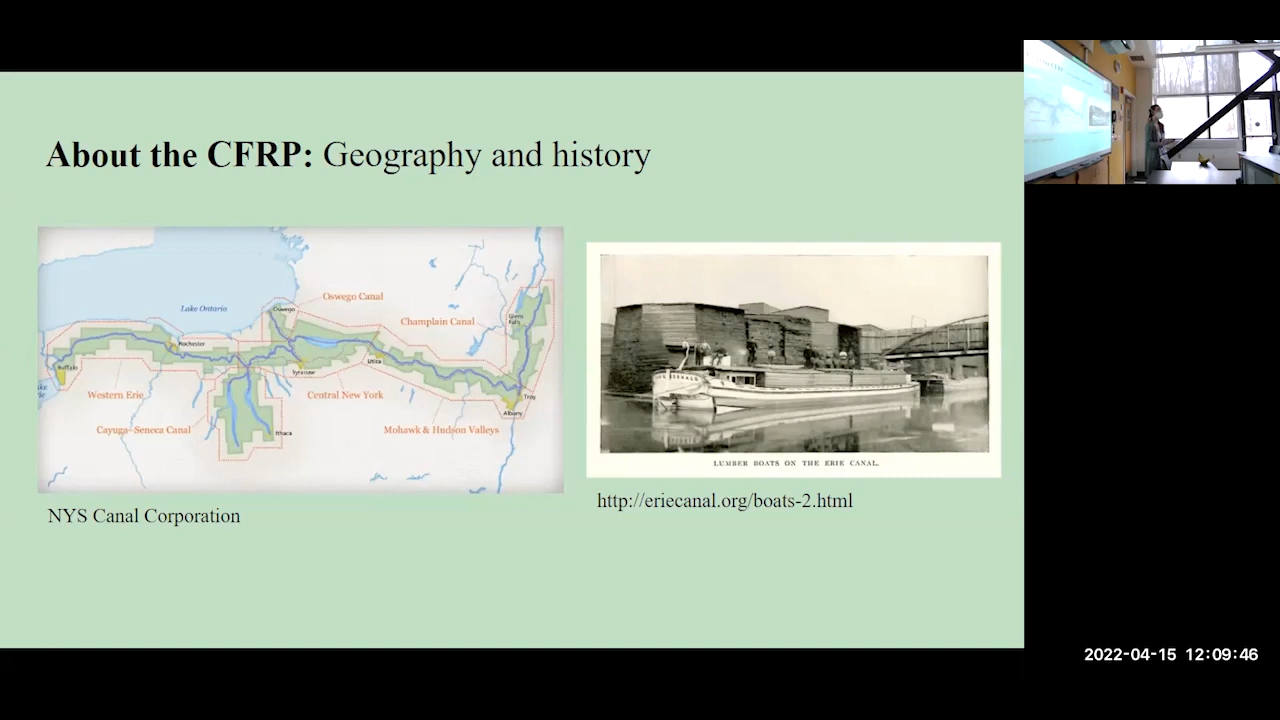 About the CFRP: Geography and history
Oswego Canal
Lake Ontario
Oswego
Champlain Canal
Glens
Falls
Rochester
Buffalo
Utica
Syracuse
Western Erie
Central New York
Troy
Albany
Cayuga-Seneca Canal
Mohawk & Hudson Valleys
Ithaca
LUMBER BOATS ON THE ERIE CANAL.
NYS Canal Corporation
http://eriecanal.org/boats-2.html
2022-04-15 12:09:46